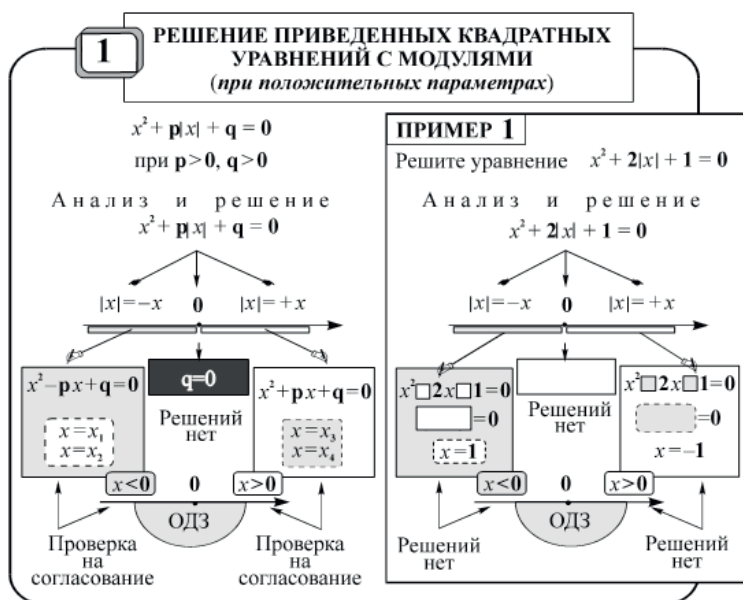 1
РЕШЕНИЕ ПРИВЕДЕННЫХ КВАДРАТНЫХ
УРАВНЕНИЙ С МОДУЛЯМИ
(при положительных параметрах)
x² + p|x| + q = 0
при p>0, q>0
Анализ и решение
x² + p|x| + q = 0
|x|=–x 0 |x|=+x
x²–px+q=0
x=x₁
x=x₂
q=0
Решений
нет
x²+px+q=0
x=x₃
x=x₄
x<0 0 x>0
ОДЗ
Проверка
на
согласование
Проверка
на
согласование
ПРИМЕР 1
Решите уравнение x² + 2|x| + 1 = 0
Анализ и решение
x² + 2|x| + 1 = 0
|x|=–x 0 |x|=+x
x²□2x□1=0
□=0
x=1
Решений
нет
x²□2x□1=0
□=0
x=–1
x<0 0 x>0
ОДЗ
Решений
нет
Решений
нет